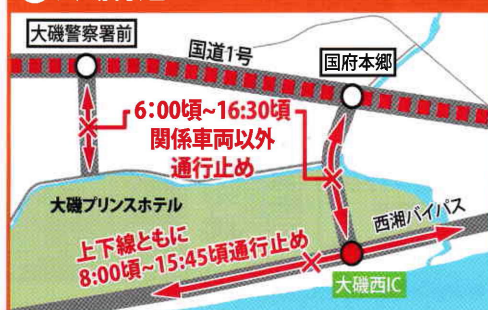 大磯警察署前
国道1号
国府本郷
6:00頃~16:30頃
関係車両以外
通行止め
大磯プリンスホテル
西湘バイパス
上下線ともに
8:00頃~15:45頃通行止め
大磯西IC